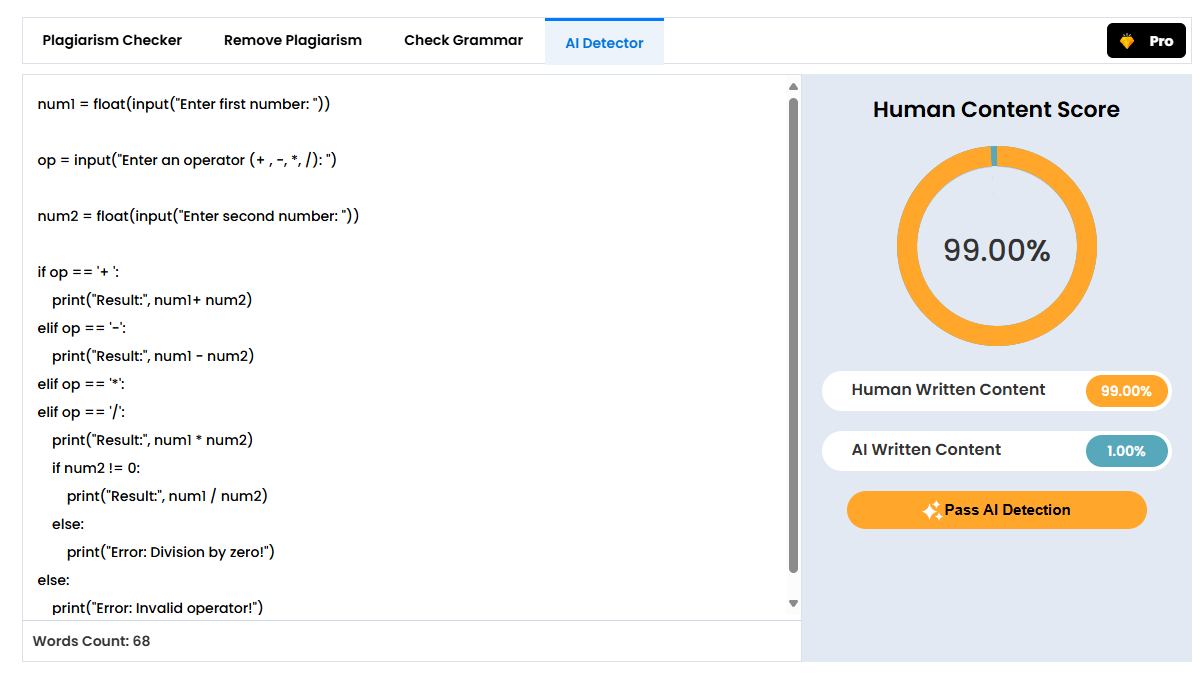 Plagiarism Checker Remove Plagiarism Check Grammar AI Detector Pro
num1 = float(input("Enter first number: "))
op = input("Enter an operator (+ , -, *, /): ")
num2 = float(input("Enter second number: "))
if op == '+ ':
    print("Result:", num1+ num2)
elif op == '-':
    print("Result:", num1 - num2)
elif op == '*':
elif op == '/':
    print("Result:", num1 * num2)
    if num2 != 0:
        print("Result:", num1 / num2)
    else:
        print("Error: Division by zero!")
else:
    print("Error: Invalid operator!")
Words Count: 68
Human Content Score
99.00%
Human Written Content 99.00%
AI Written Content 1.00%
Pass AI Detection